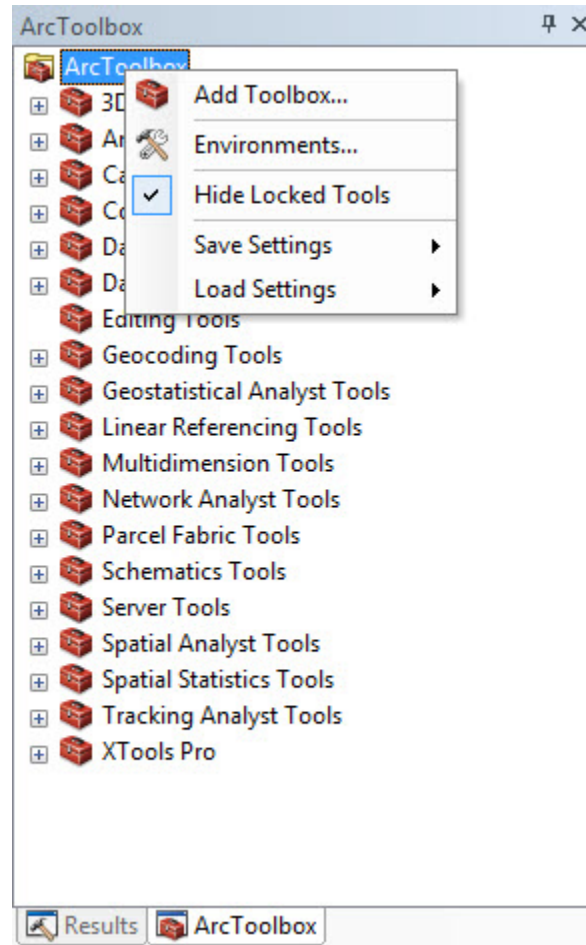 ArcToolbox
ArcToolbox
Add Toolbox...
Environments...
Hide Locked Tools
Save Settings
Load Settings
Editing Tools
Geocoding Tools
Geostatistical Analyst Tools
Linear Referencing Tools
Multidimension Tools
Network Analyst Tools
Parcel Fabric Tools
Schematics Tools
Server Tools
Spatial Analyst Tools
Spatial Statistics Tools
Tracking Analyst Tools
XTools Pro
Results ArcToolbox